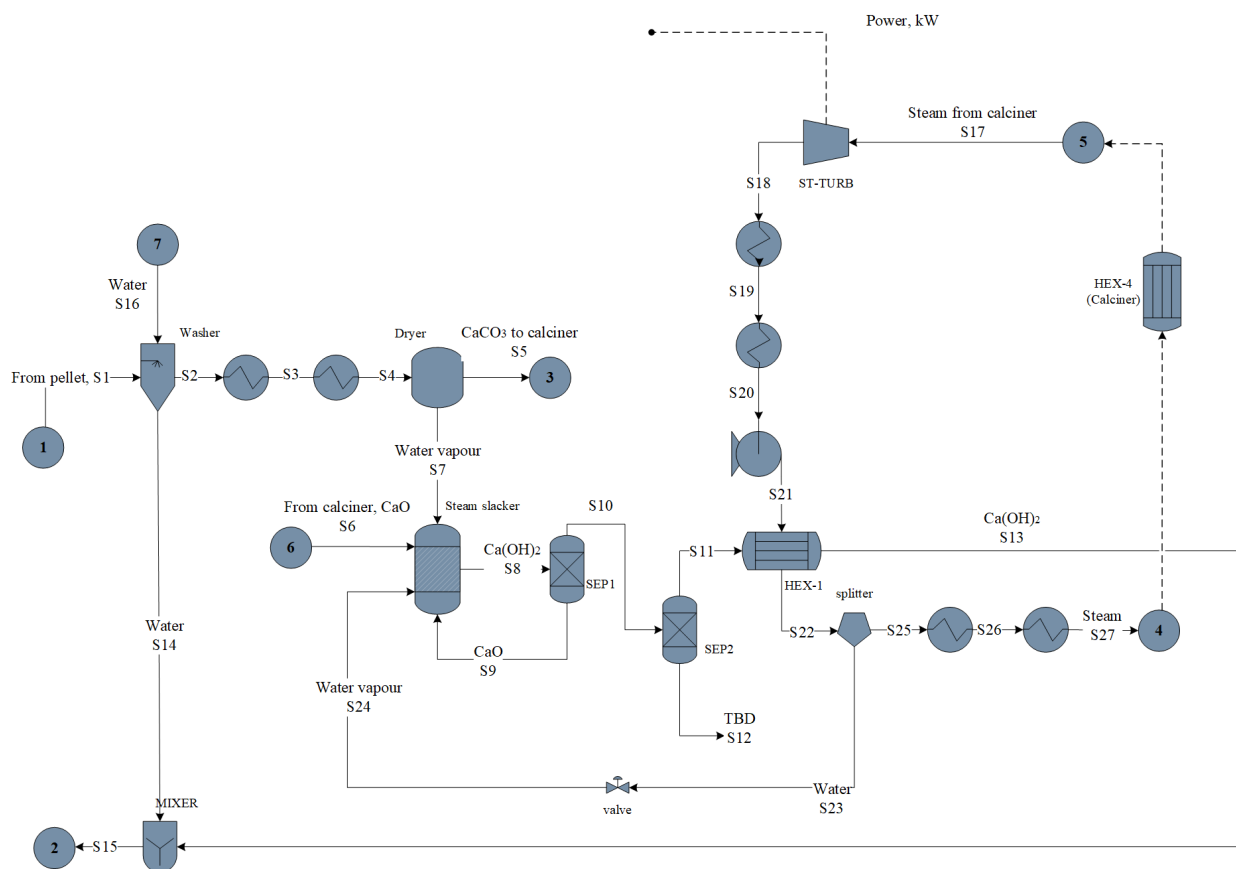 Power, kW
Steam from calciner
S17
5
ST-TURB
S18
7
Water
S16
S19
HEX-4
(Calciner)
Washer
Dryer
CaCO3 to calciner
S5
From pellet, S1
S2
S3
S4
3
S20
1
Water vapour
S7
S21
From calciner, CaO
S6
Steam slacker
S10
Ca(OH)2
S13
6
Ca(OH)2
S8
SEP1
S11
HEX-1
splitter
Water
S14
CaO
S9
SEP2
S22
S25
S26
Steam
S27
4
Water vapour
S24
TBD
S12
Water
S23
valve
MIXER
2
S15